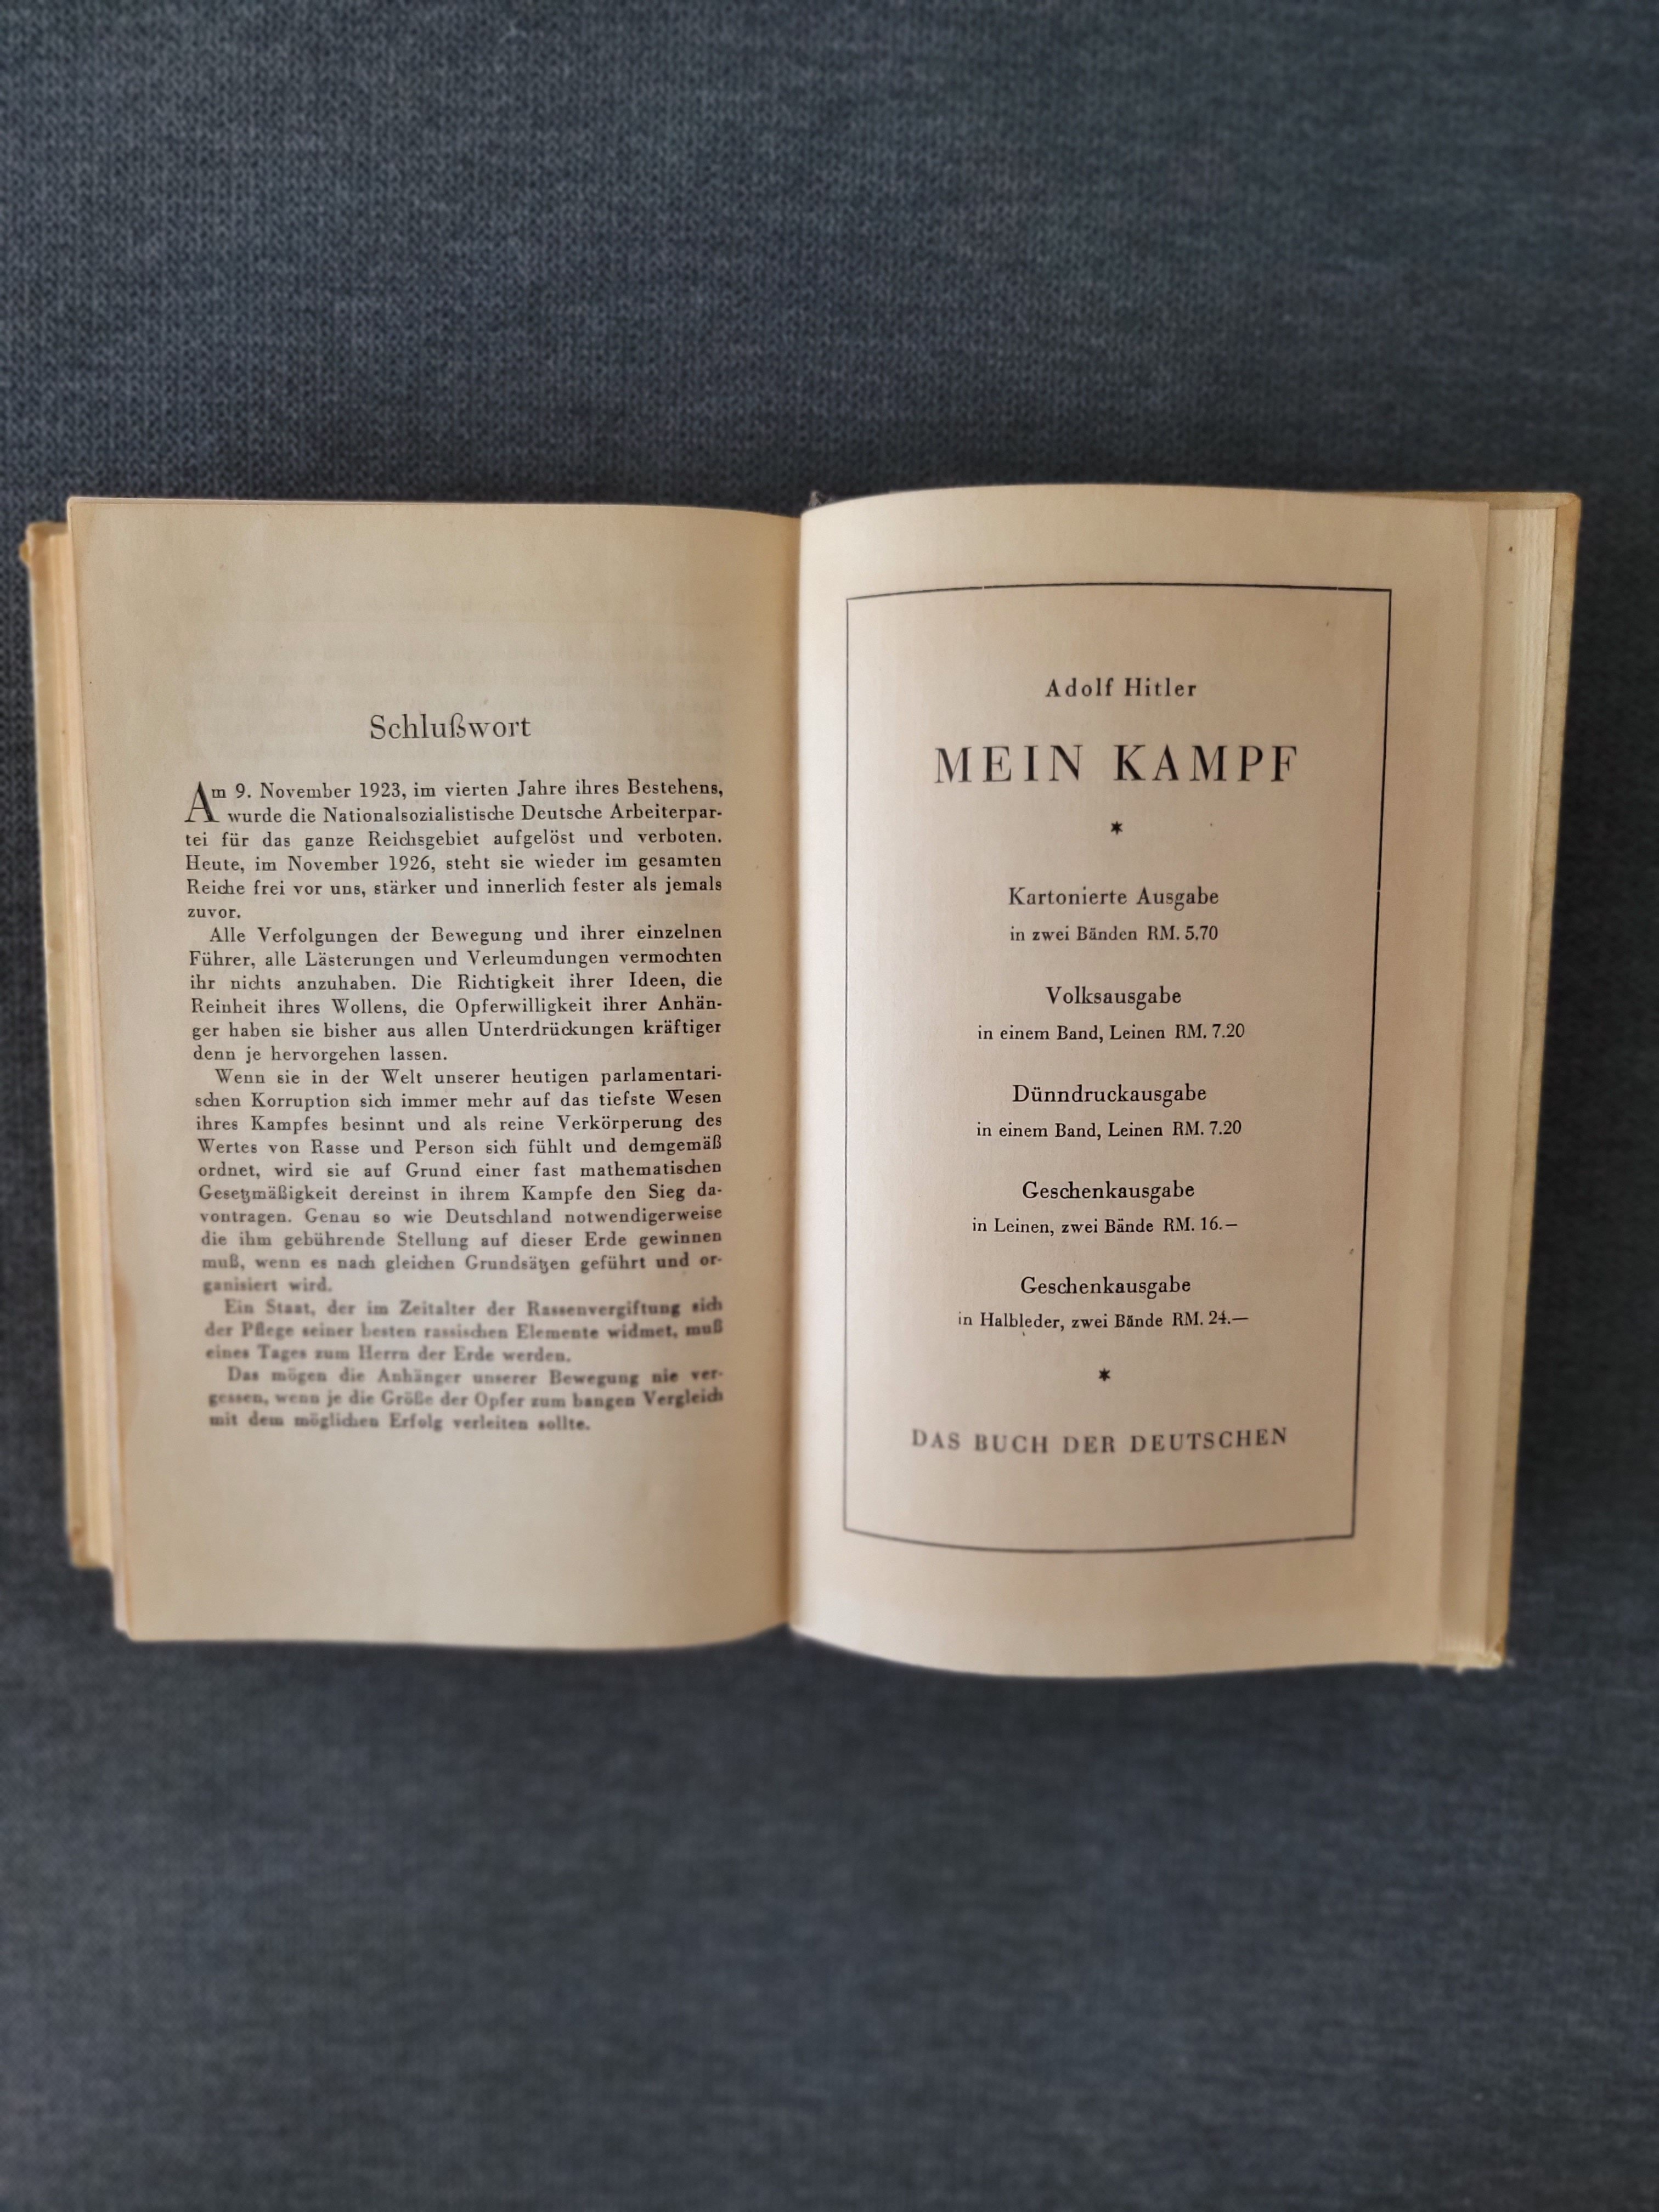 Schlußwort
Am 9. November 1923, im vierten Jahre ihres Bestehens,
wurde die Nationalsozialistische Deutsche Arbeiterpar-
tei für das ganze Reichsgebiet aufgelöst und verboten.
Heute, im November 1926, steht sie wieder im gesamten
Reiche frei vor uns, stärker und innerlich fester als jemals
zuvor.
Alle Verfolgungen der Bewegung und ihrer einzelnen
Führer, alle Lästerungen und Verleumdungen vermochten
ihr nichts anzuhaben. Die Richtigkeit ihrer Ideen, die
Reinheit ihres Wollens, die Opferwilligkeit ihrer Anhän-
ger haben sie bisher aus allen Unterdrückungen kräftiger
denn je hervorgehen lassen.
Wenn sie in der Welt unserer heutigen parlamentari-
schen Korruption sich immer mehr auf das tiefste Wesen
ihres Kampfes besinnt und als reine Verkörperung des
Wertes von Rasse und Person sich fühlt und demgemäß
ordnet, wird sie auf Grund einer fast mathematischen
Gesetzmäßigkeit dereinst in ihrem Kampfe den Sieg da-
vontragen. Genau so wie Deutschland notwendigerweise
die ihm gebührende Stellung auf dieser Erde gewinnen
muß, wenn es nach gleichen Grundsätzen geführt und or-
ganisiert wird.
Ein Staat, der im Zeitalter der Rassenvergiftung sich
der Pflege seiner besten rassischen Elemente widmet, muß
eines Tages zum Herrn der Erde werden.
Das mögen die Anhänger unserer Bewegung nie ver-
gessen, wenn je die Größe der Opfer zum bangen Vergleich
mit dem möglichen Erfolg verleiten sollte.
Adolf Hitler
MEIN KAMPF
*
Kartonierte Ausgabe
in zwei Bänden RM. 5.70
Volksausgabe
in einem Band, Leinen RM. 7.20
Dünndruckausgabe
in einem Band, Leinen RM. 7.20
Geschenkausgabe
in Leinen, zwei Bände RM. 16.—
Geschenkausgabe
in Halbleder, zwei Bände RM. 24.—
*
DAS BUCH DER DEUTSCHEN